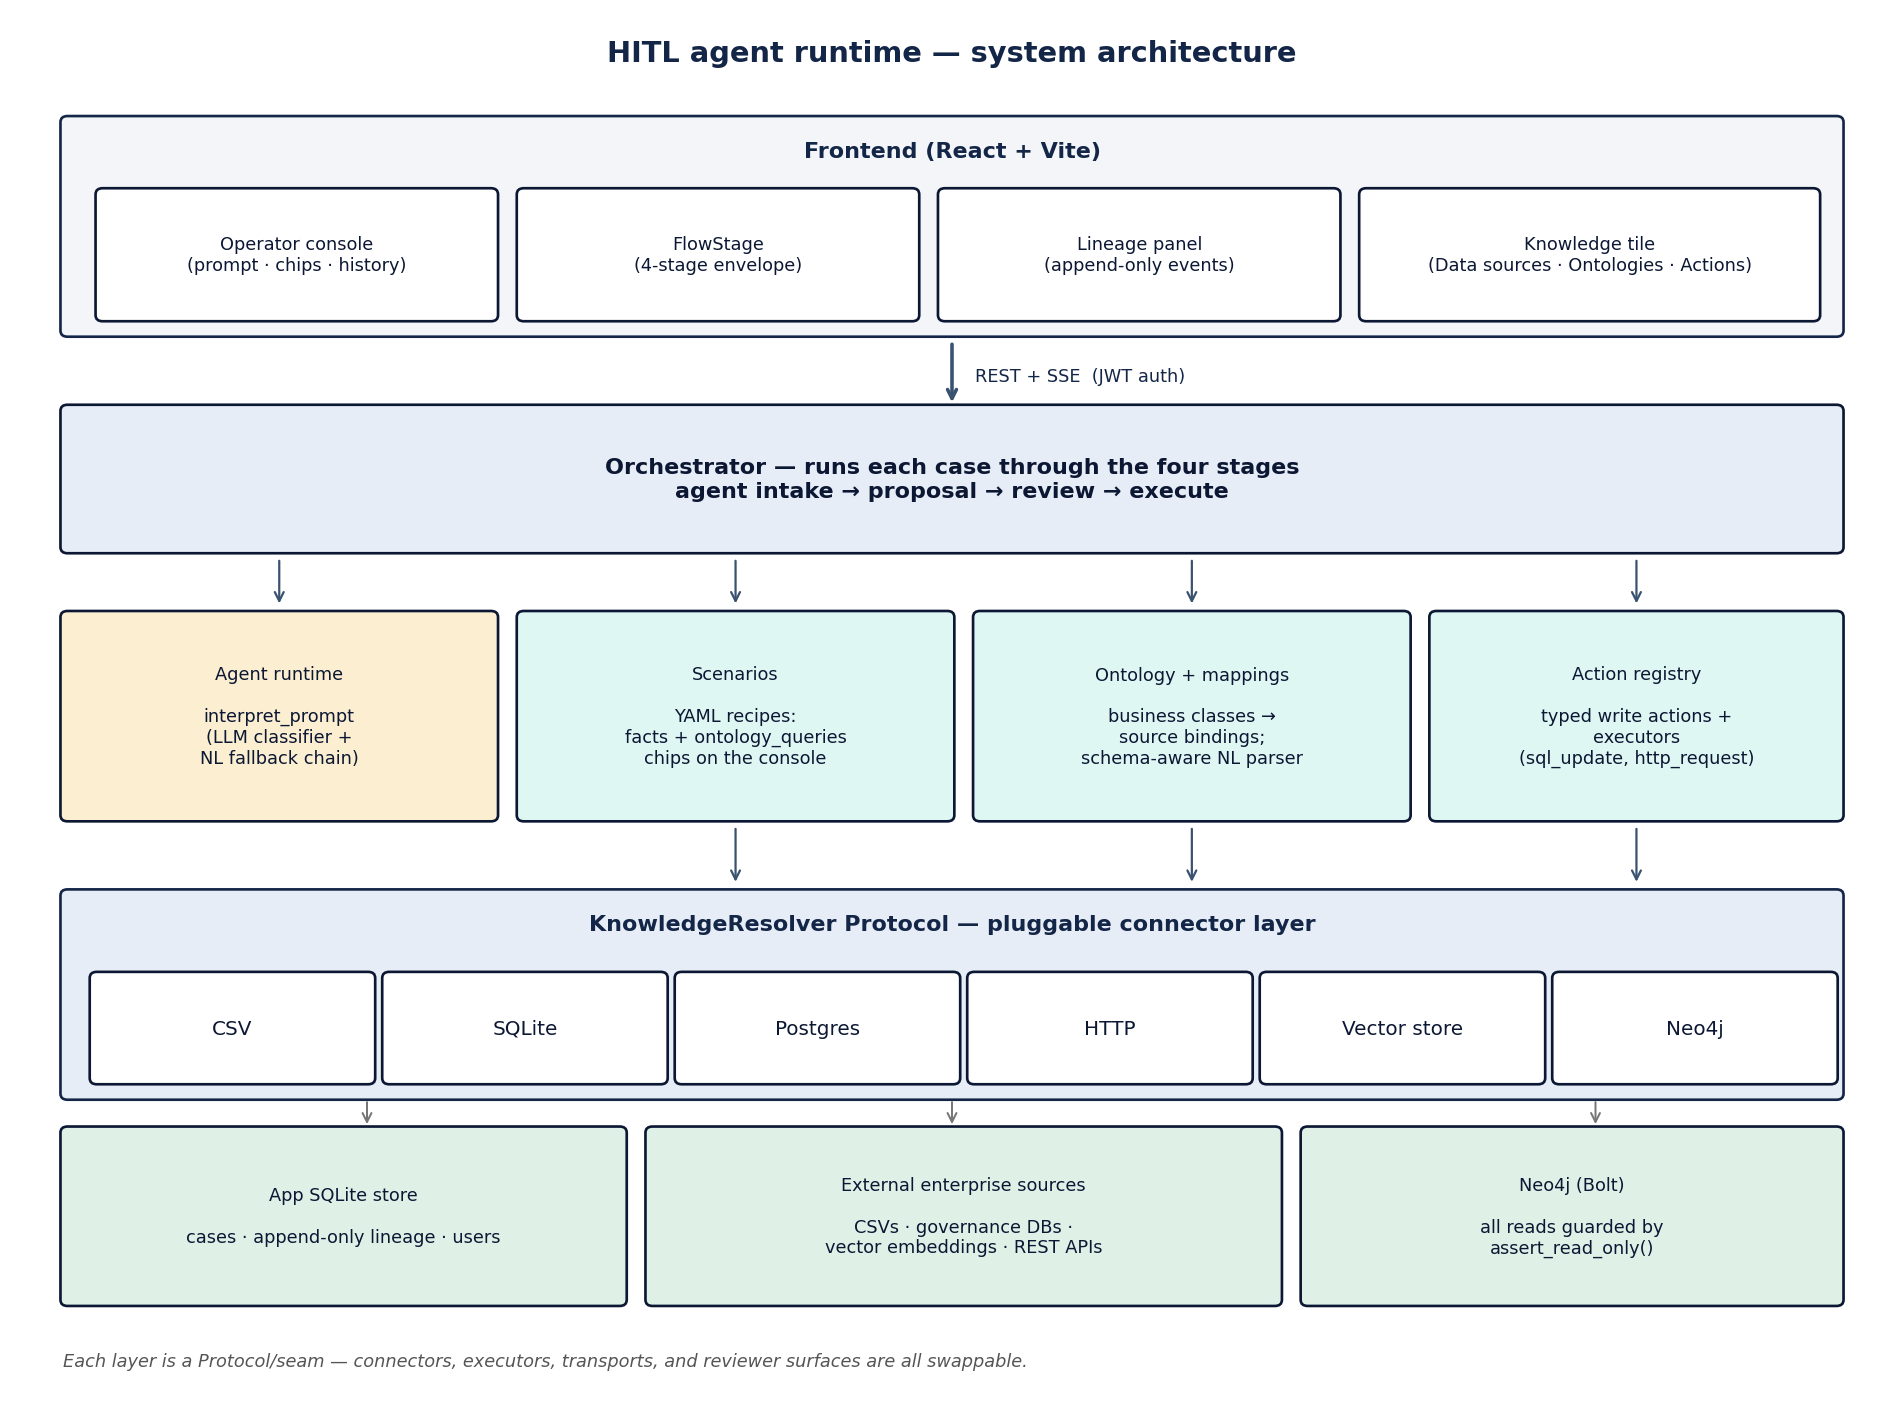 HITL agent runtime — system architecture
Frontend (React + Vite)
Operator console
(prompt · chips · history)
FlowStage
(4-stage envelope)
Lineage panel
(append-only events)
Knowledge tile
(Data sources · Ontologies · Actions)
REST + SSE  (JWT auth)
Orchestrator — runs each case through the four stages
agent intake → proposal → review → execute
Agent runtime
interpret_prompt
(LLM classifier +
NL fallback chain)
Scenarios
YAML recipes:
facts + ontology_queries
chips on the console
Ontology + mappings
business classes →
source bindings;
schema-aware NL parser
Action registry
typed write actions +
executors
(sql_update, http_request)
KnowledgeResolver Protocol — pluggable connector layer
CSV
SQLite
Postgres
HTTP
Vector store
Neo4j
App SQLite store
cases · append-only lineage · users
External enterprise sources
CSVs · governance DBs ·
vector embeddings · REST APIs
Neo4j (Bolt)
all reads guarded by
assert_read_only()
Each layer is a Protocol/seam — connectors, executors, transports, and reviewer surfaces are all swappable.